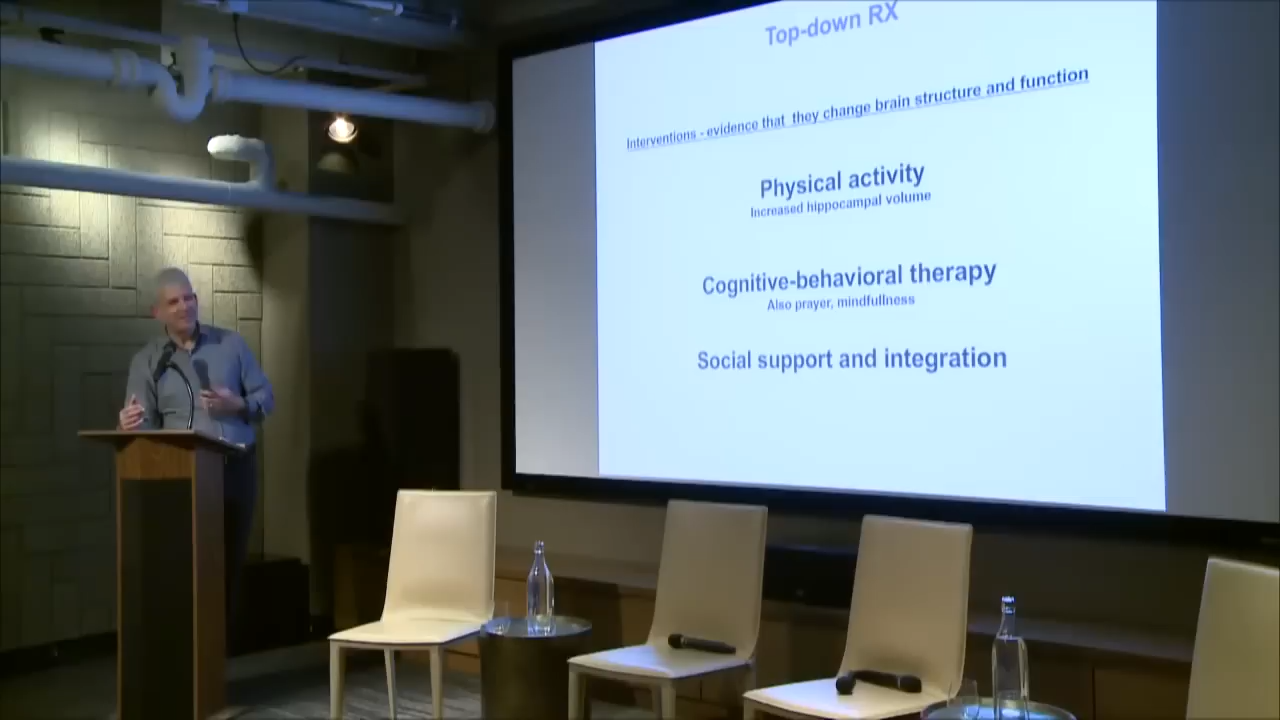 Top-down RX
Interventions - evidence that they change brain structure and function
Physical activity
Increased hippocampal volume
Cognitive-behavioral therapy
Also prayer, mindfullness
Social support and integration